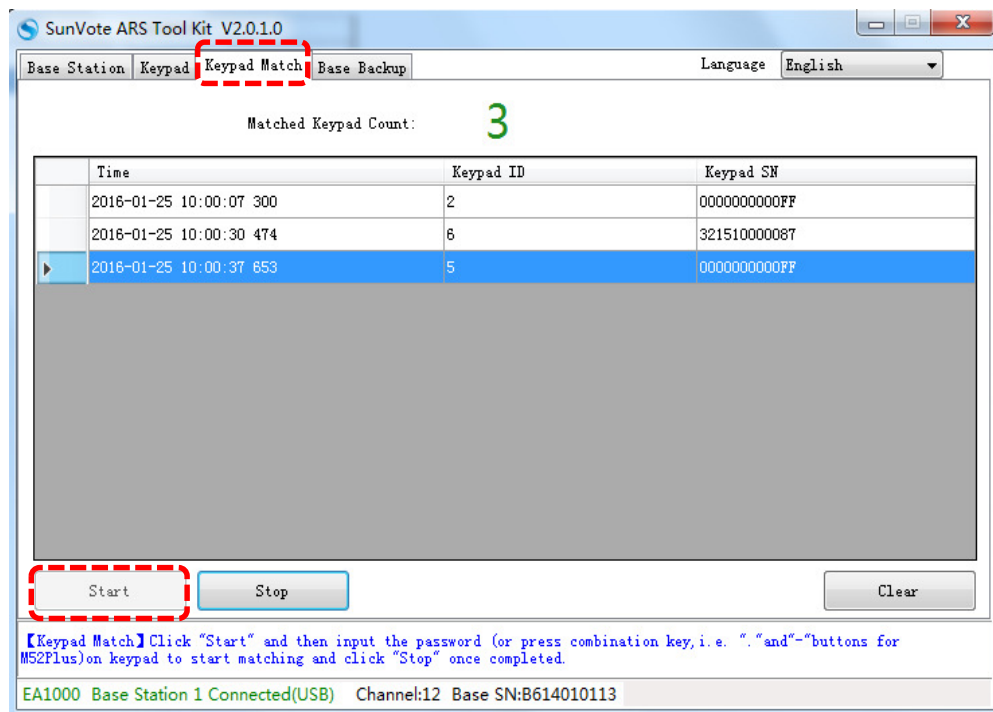 SunVote ARS Tool Kit V2.0.1.0
Base Station Keypad Keypad Match Base Backup Language English
Matched Keypad Count: 3
Time Keypad ID Keypad SN
2016-01-25 10:00:07 300 2 0000000000FF
2016-01-25 10:00:30 474 6 321510000087
2016-01-25 10:00:37 653 5 0000000000FF
Start Stop Clear
【Keypad Match】Click "Start" and then input the password (or press combination key, i.e. "."and"-"buttons for
M52Plus)on keypad to start matching and click "Stop" once completed.
EA1000 Base Station 1 Connected(USB) Channel:12 Base SN:B614010113